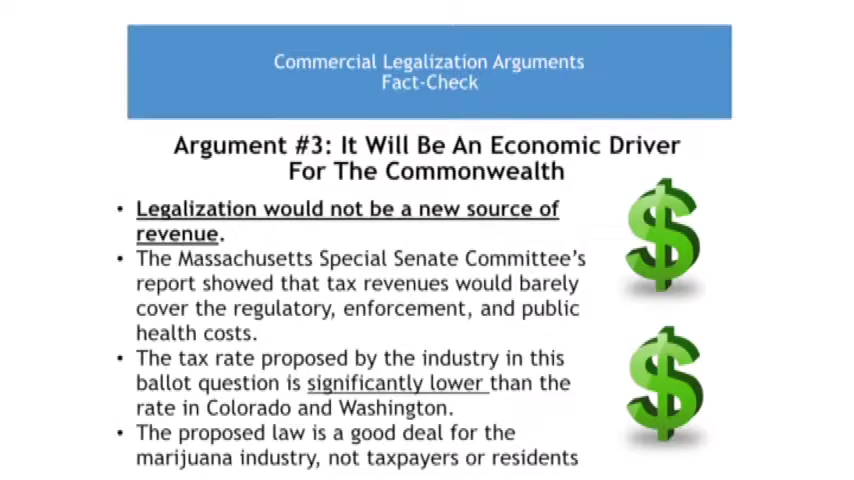 Commercial Legalization Arguments
Fact-Check
Argument #3: It Will Be An Economic Driver
For The Commonwealth
• Legalization would not be a new source of
revenue.
• The Massachusetts Special Senate Committee’s
report showed that tax revenues would barely
cover the regulatory, enforcement, and public
health costs.
• The tax rate proposed by the industry in this
ballot question is significantly lower than the
rate in Colorado and Washington.
• The proposed law is a good deal for the
marijuana industry, not taxpayers or residents